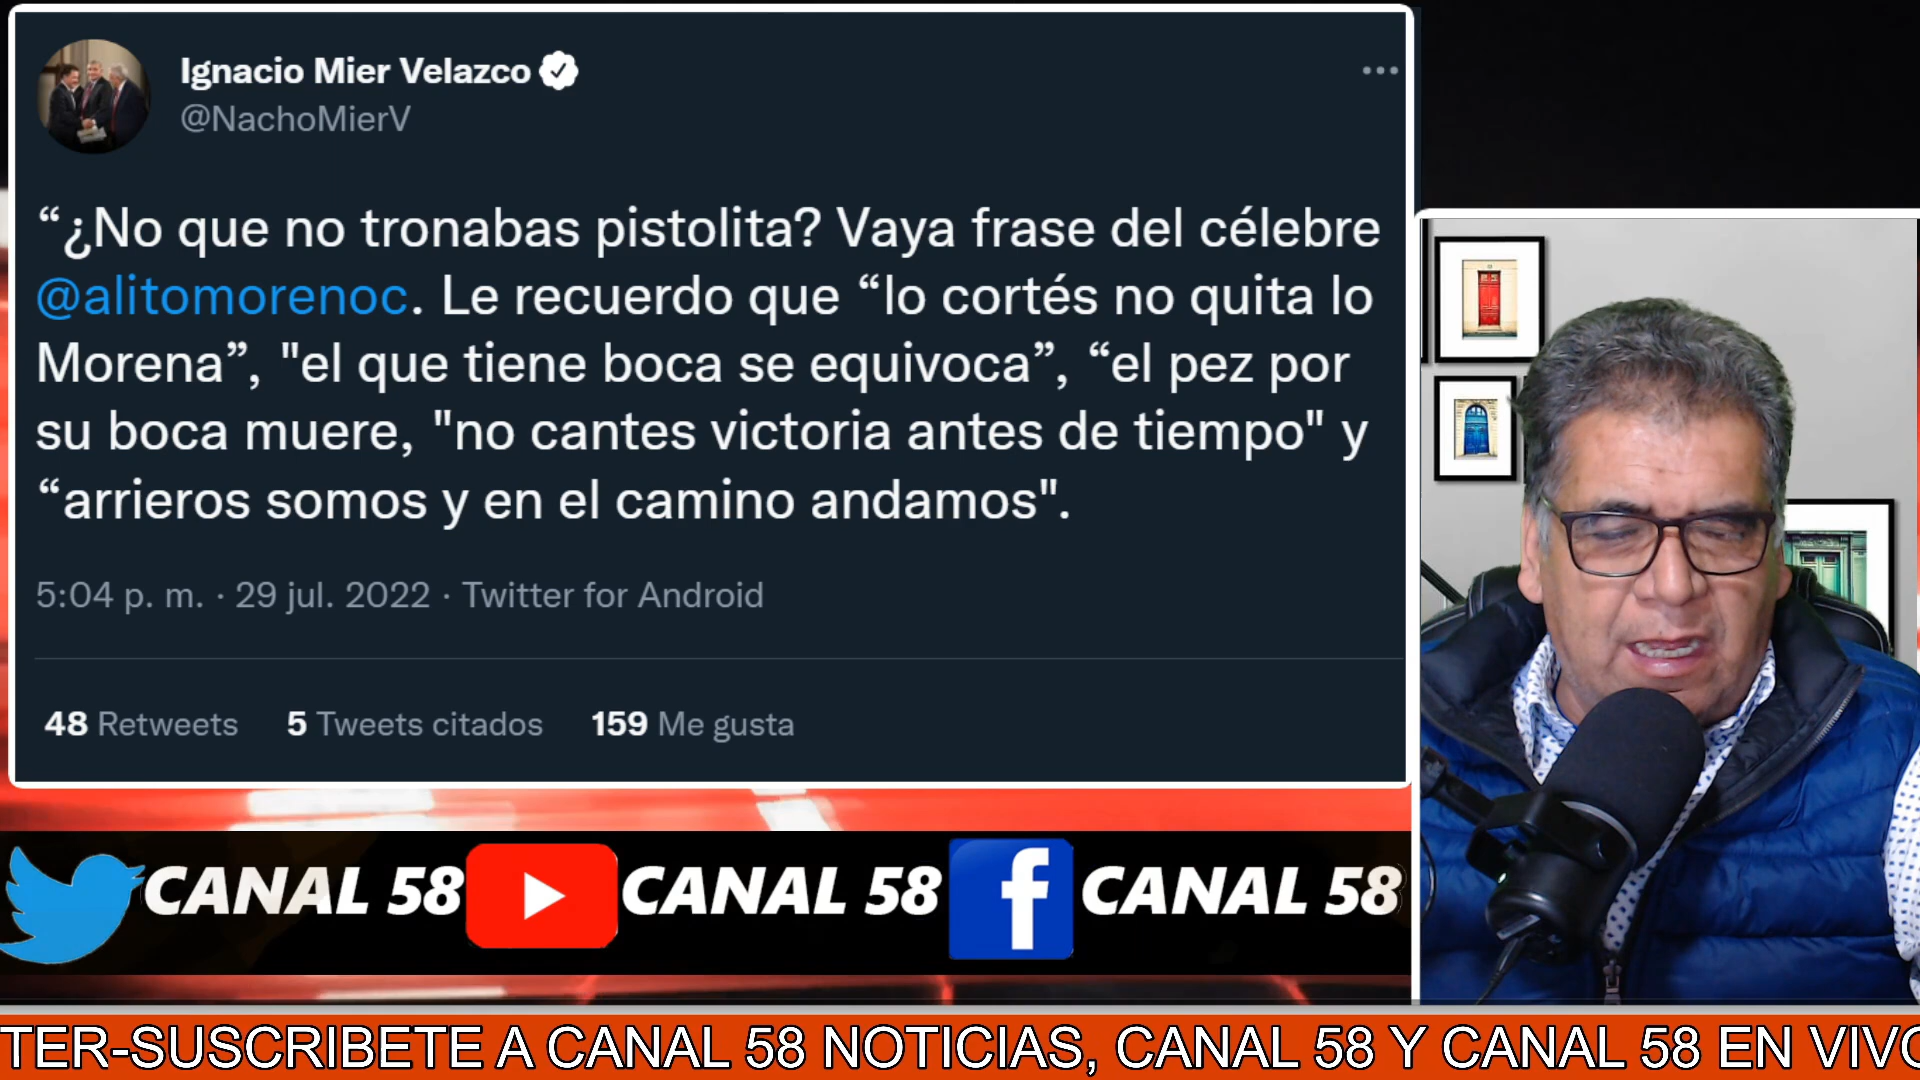 Ignacio Mier Velazco
@NachoMierV
“¿No que no tronabas pistolita? Vaya frase del célebre
@alitomorenoc. Le recuerdo que “lo cortés no quita lo
Morena”, "el que tiene boca se equivoca”, “el pez por
su boca muere, "no cantes victoria antes de tiempo" y
“arrieros somos y en el camino andamos".
5:04 p. m. · 29 jul. 2022 · Twitter for Android
48 Retweets 5 Tweets citados 159 Me gusta
CANAL 58 CANAL 58 CANAL 58
TER-SUSCRIBETE A CANAL 58 NOTICIAS, CANAL 58 Y CANAL 58 EN VIVO